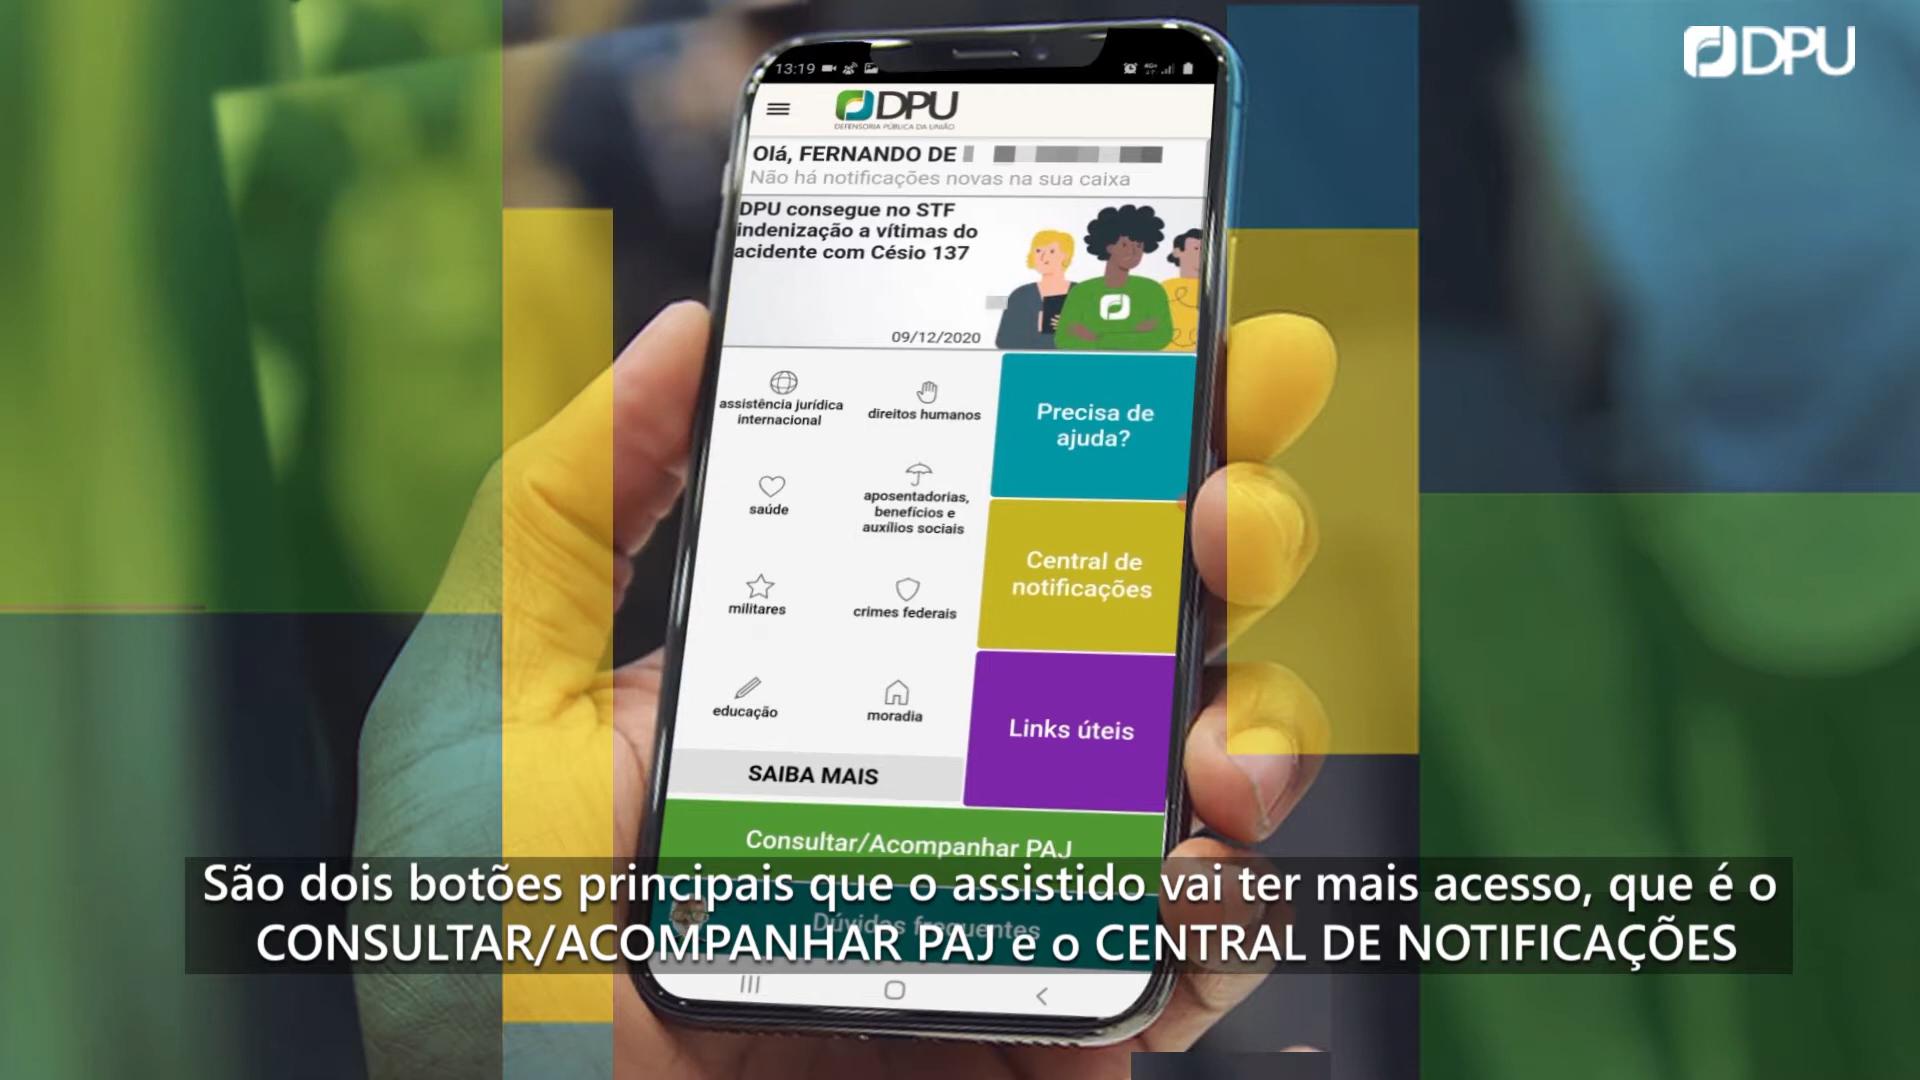 DPU
13:19
DPU
DEFENSORIA PÚBLICA DA UNIÃO
Olá, FERNANDO DE
Não há notificações novas na sua caixa
DPU consegue no STF
indenização a vítimas do
acidente com Césio 137
09/12/2020
assistência jurídica
internacional
direitos humanos
saúde
aposentadorias,
benefícios e
auxílios sociais
militares
crimes federais
educação
moradia
SAIBA MAIS
Precisa de
ajuda?
Central de
notificações
Links úteis
Consultar/Acompanhar PAJ
Dúvidas frequentes
São dois botões principais que o assistido vai ter mais acesso, que é o
CONSULTAR/ACOMPANHAR PAJ e o CENTRAL DE NOTIFICAÇÕES